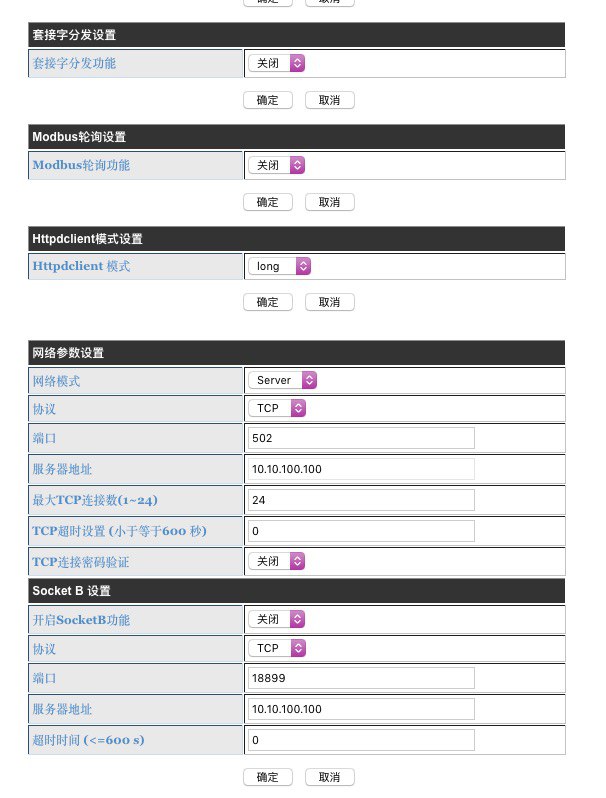 确定 取消
套接字分发设置
套接字分发功能 关闭
确定 取消
Modbus轮询设置
Modbus轮询功能 关闭
确定 取消
Httpdclient模式设置
Httpdclient 模式 long
确定 取消
网络参数设置
网络模式 Server
协议 TCP
端口 502
服务器地址 10.10.100.100
最大TCP连接数(1~24) 24
TCP超时设置 (小于等于600 秒) 0
TCP连接密码验证 关闭
Socket B 设置
开启SocketB功能 关闭
协议 TCP
端口 18899
服务器地址 10.10.100.100
超时时间 (<=600 s) 0
确定 取消